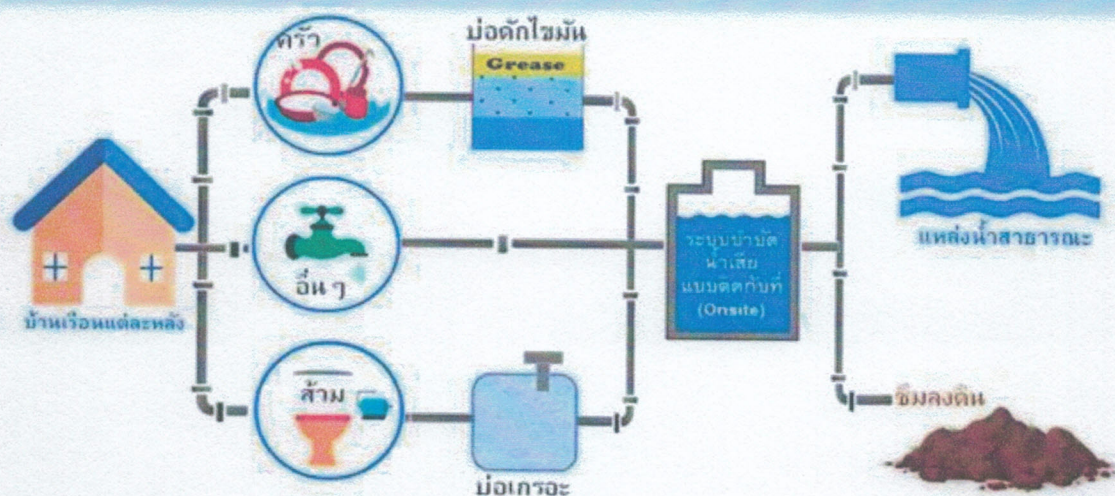 ครัว
บ่อดักไขมัน
Grease
อื่น ๆ
บ้านเรือนแต่ละหลัง
ส้วม
บ่อเกรอะ
ระบบบำบัด
น้ำเสีย
แบบติดกับที่
(Onsite)
แหล่งน้ำสาธารณะ
ซึมลงดิน